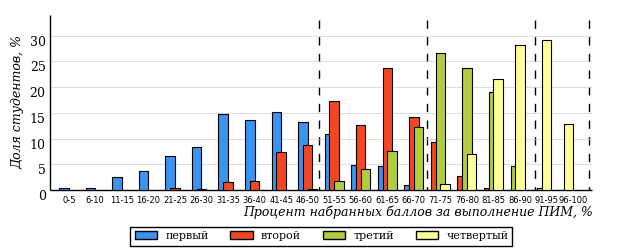 Доля студентов, %
30
25
20
15
10
5
0
0-5 6-10 11-15 16-20 21-25 26-30 31-35 36-40 41-45 46-50 51-55 56-60 61-65 66-70 71-75 76-80 81-85 86-90 91-95 96-100
Процент набранных баллов за выполнение ПИМ, %
первый второй третий четвертый